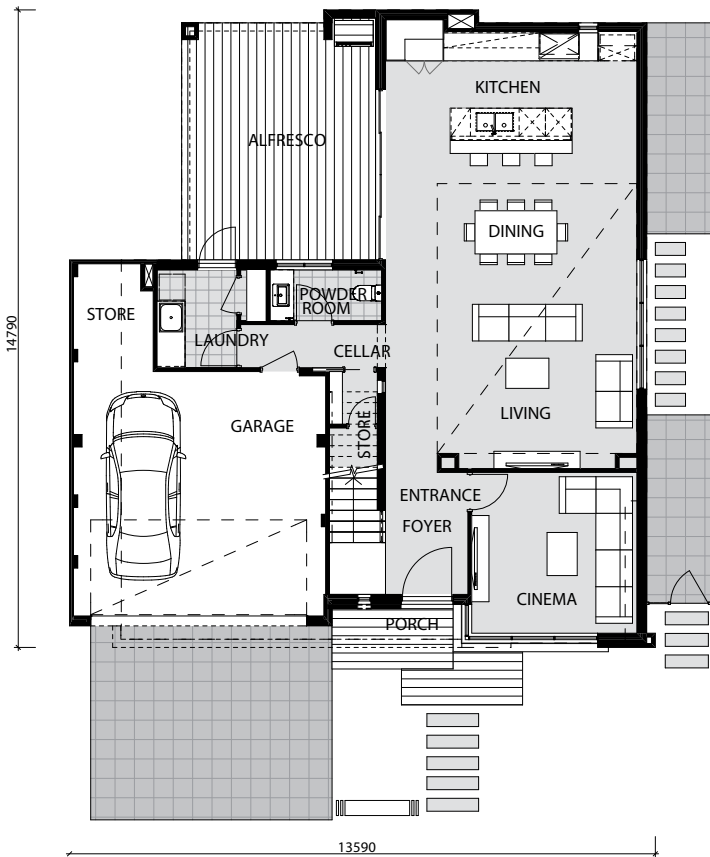 KITCHEN
ALFRESCO
DINING
POWDER
ROOM
STORE
14790
LAUNDRY
CELLAR
LIVING
GARAGE
STORE
ENTRANCE
FOYER
CINEMA
PORCH
13590